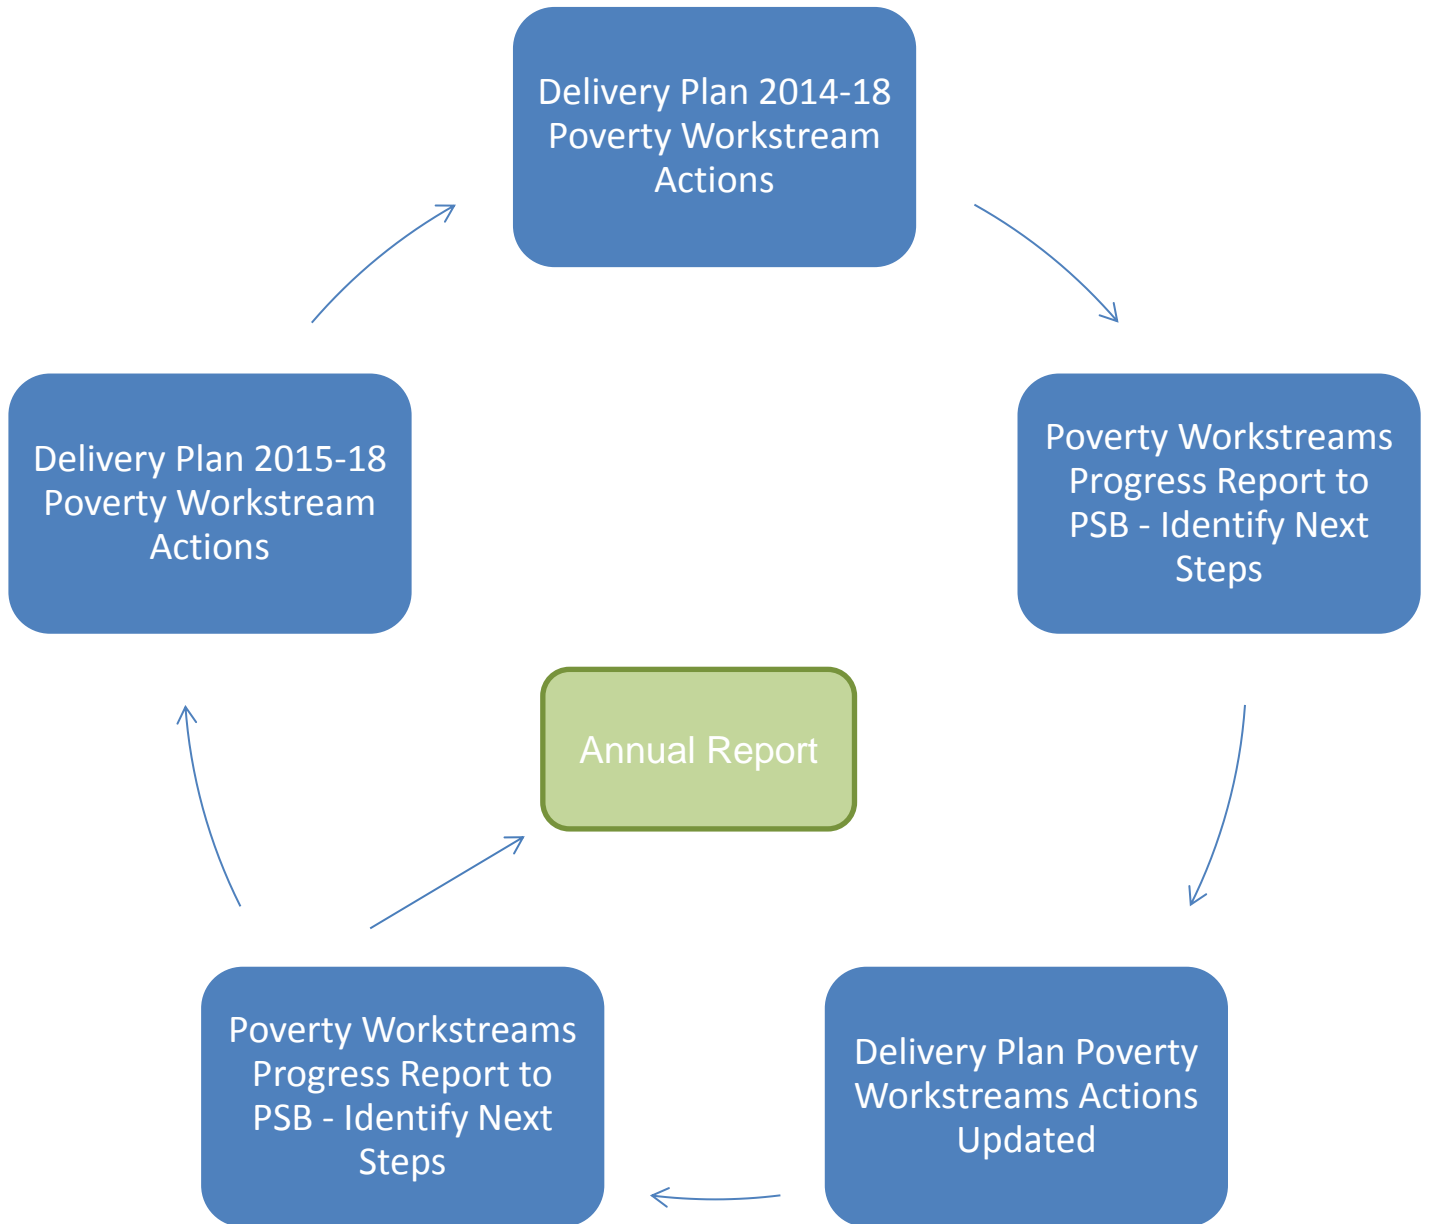 Delivery Plan 2014-18
Poverty Workstream
Actions
Delivery Plan 2015-18
Poverty Workstream
Actions
Poverty Workstreams
Progress Report to
PSB - Identify Next
Steps
Annual Report
Poverty Workstreams
Progress Report to
PSB - Identify Next
Steps
Delivery Plan Poverty
Workstreams Actions
Updated